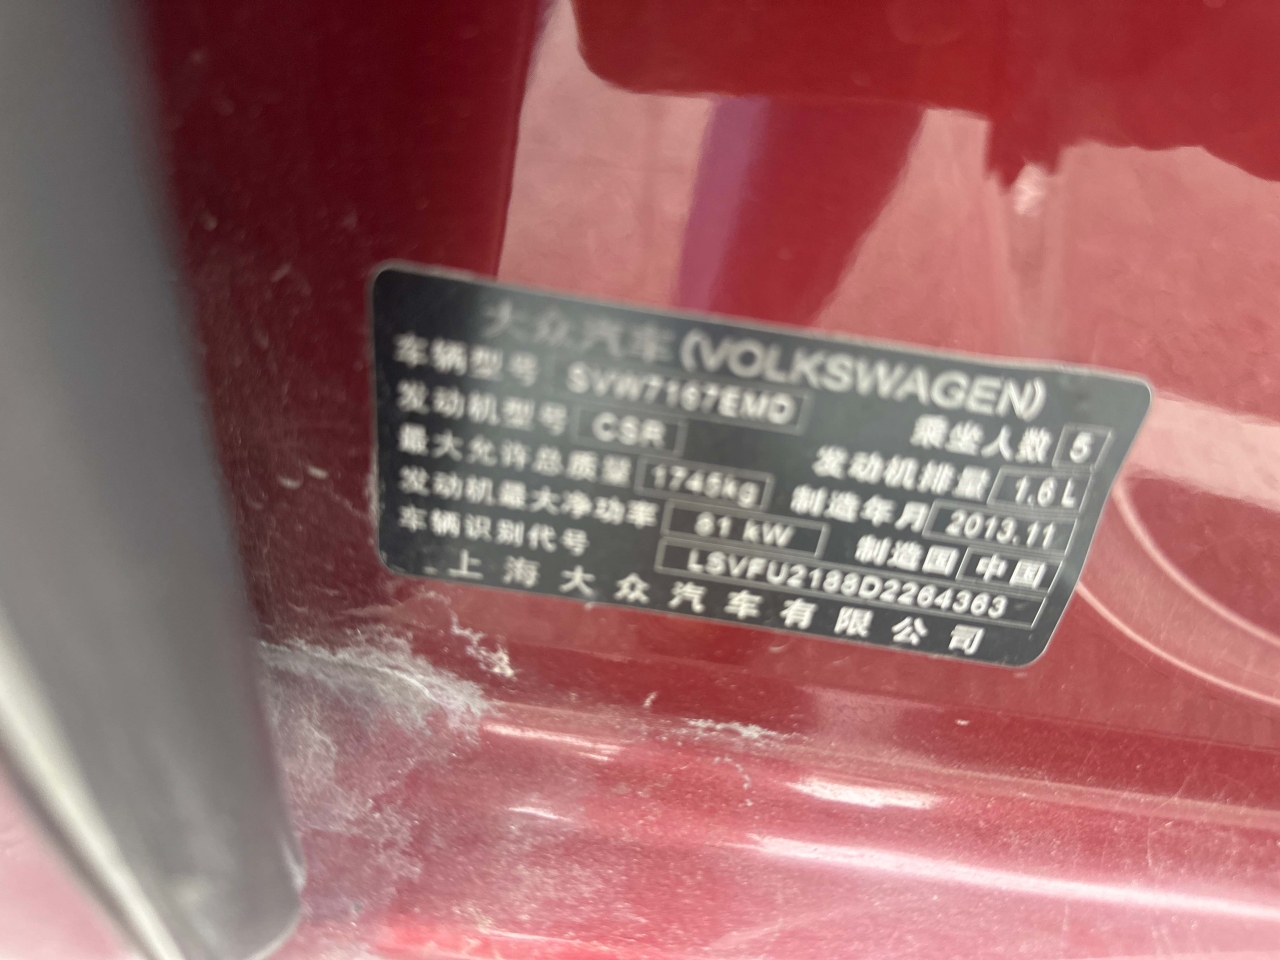 大众汽车(VOLKSWAGEN)
车辆型号 SVW7167EMD 乘坐人数 5
发动机型号 CSR 发动机排量 1.6 L
最大允许总质量 1745kg 制造年月 2013.11
发动机最大净功率 81 kW 制造国 中国
车辆识别代号 LSVFU2188D2264363
上海大众汽车有限公司